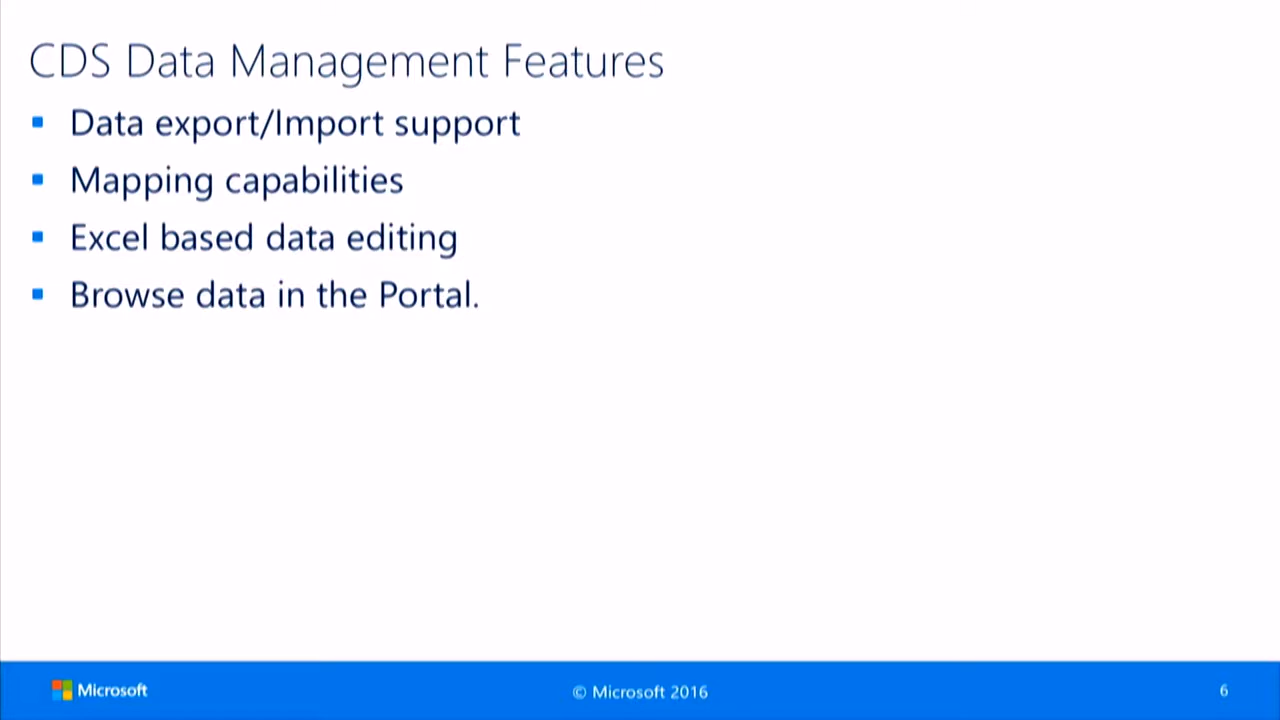 CDS Data Management Features
Data export/Import support
Mapping capabilities
Excel based data editing
Browse data in the Portal.
Microsoft
© Microsoft 2016
6